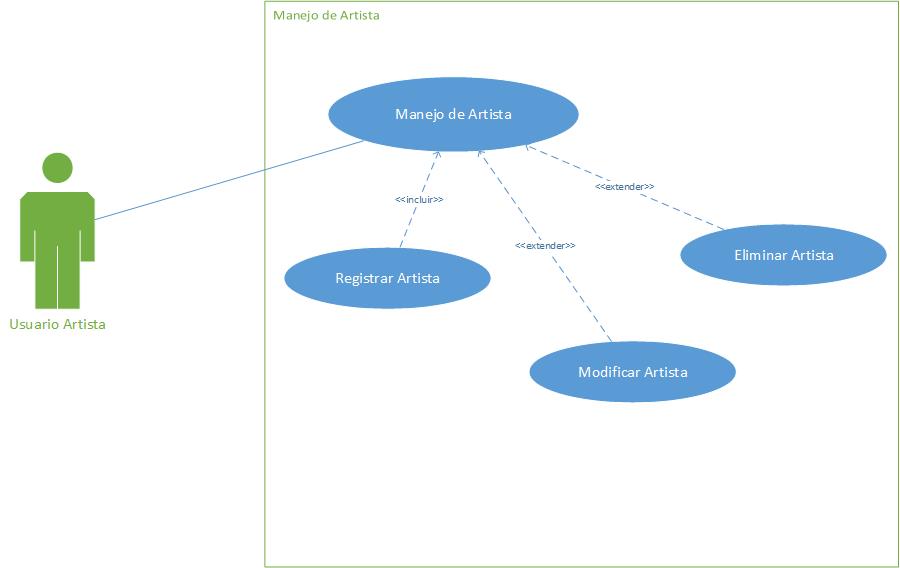 Manejo de Artista
Manejo de Artista
<<extender>>
<<incluir>>
<<extender>>
Eliminar Artista
Registrar Artista
Usuario Artista
Modificar Artista